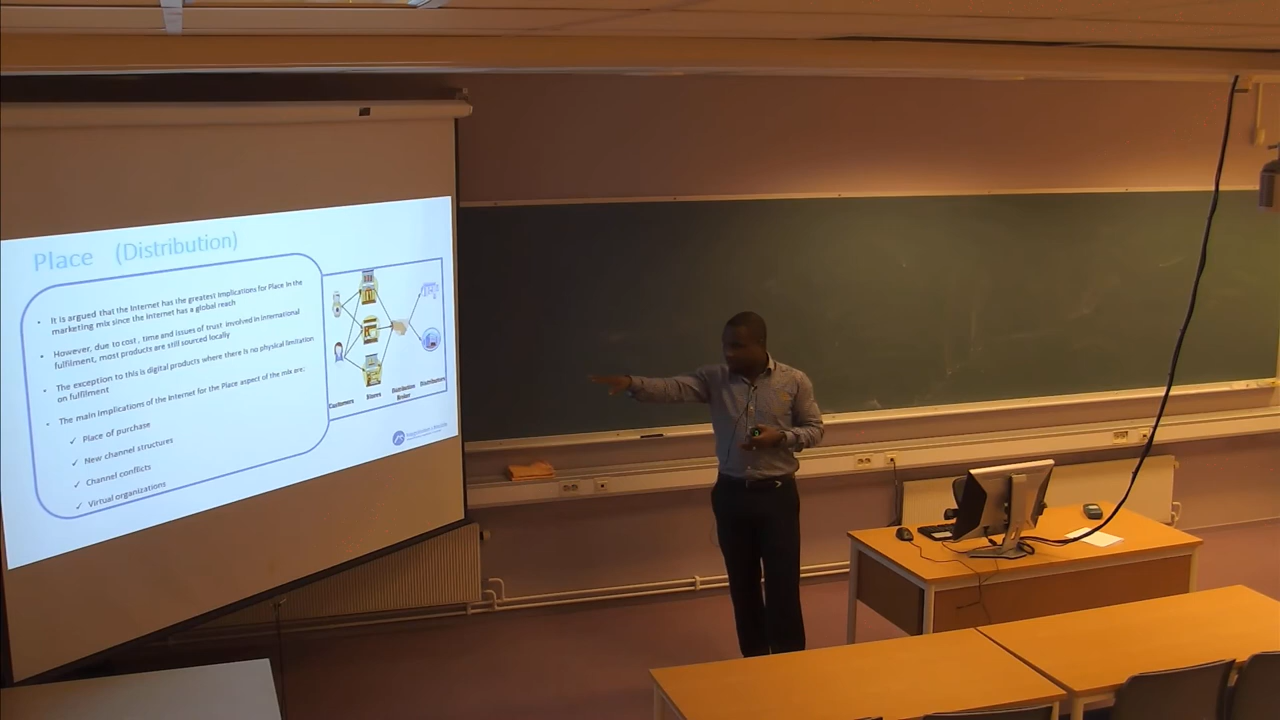 Place (Distribution)
• It is argued that the Internet has the greatest implications for Place in the
marketing mix since the Internet has a global reach
• However, due to cost, time and issues of trust involved in international
fulfilment, most products are still sourced locally
• The exception to this is digital products where there is no physical limitation
on fulfilment
• The main implications of the Internet for the Place aspect of the mix are:
✓ Place of purchase
✓ New channel structures
✓ Channel conflicts
✓ Virtual organizations
Customers
Stores
Distribution
Broker
Distributors